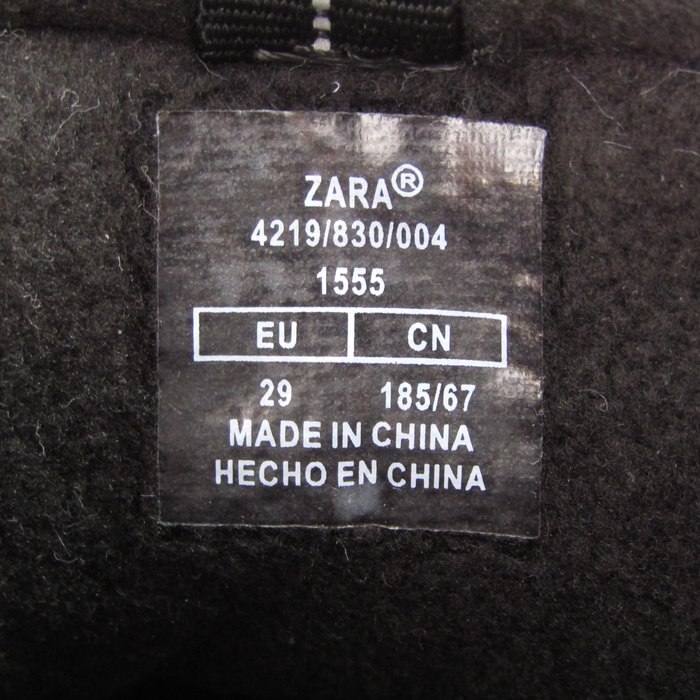 ZARA®
4219/830/004
1555
EU CN
29 185/67
MADE IN CHINA
HECHO EN CHINA